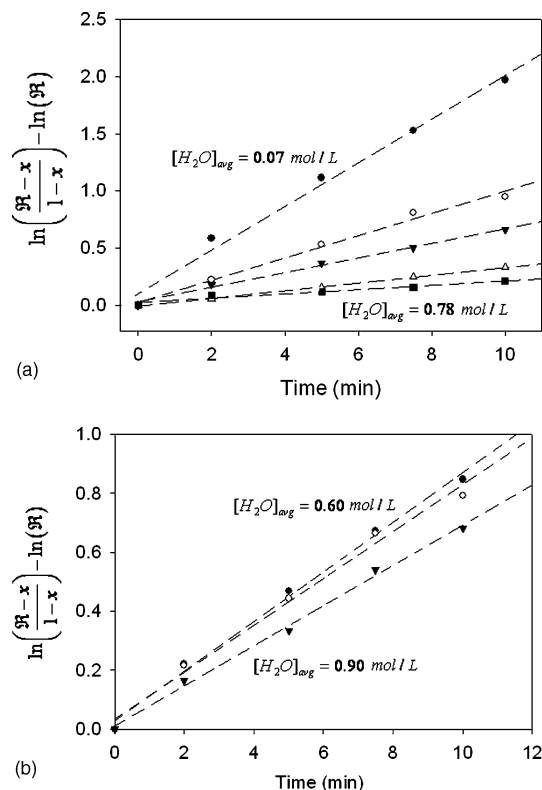 2.5
2.0
1.5
1.0
0.5
0.0
ln(ℜ − x / 1 − x) − ln(ℜ)
[H₂O]avg = 0.07 mol / L
[H₂O]avg = 0.78 mol / L
0 2 4 6 8 10
(a)
Time (min)
1.0
0.8
0.6
0.4
0.2
0.0
ln(ℜ − x / 1 − x) − ln(ℜ)
[H₂O]avg = 0.60 mol / L
[H₂O]avg = 0.90 mol / L
0 2 4 6 8 10 12
(b)
Time (min)